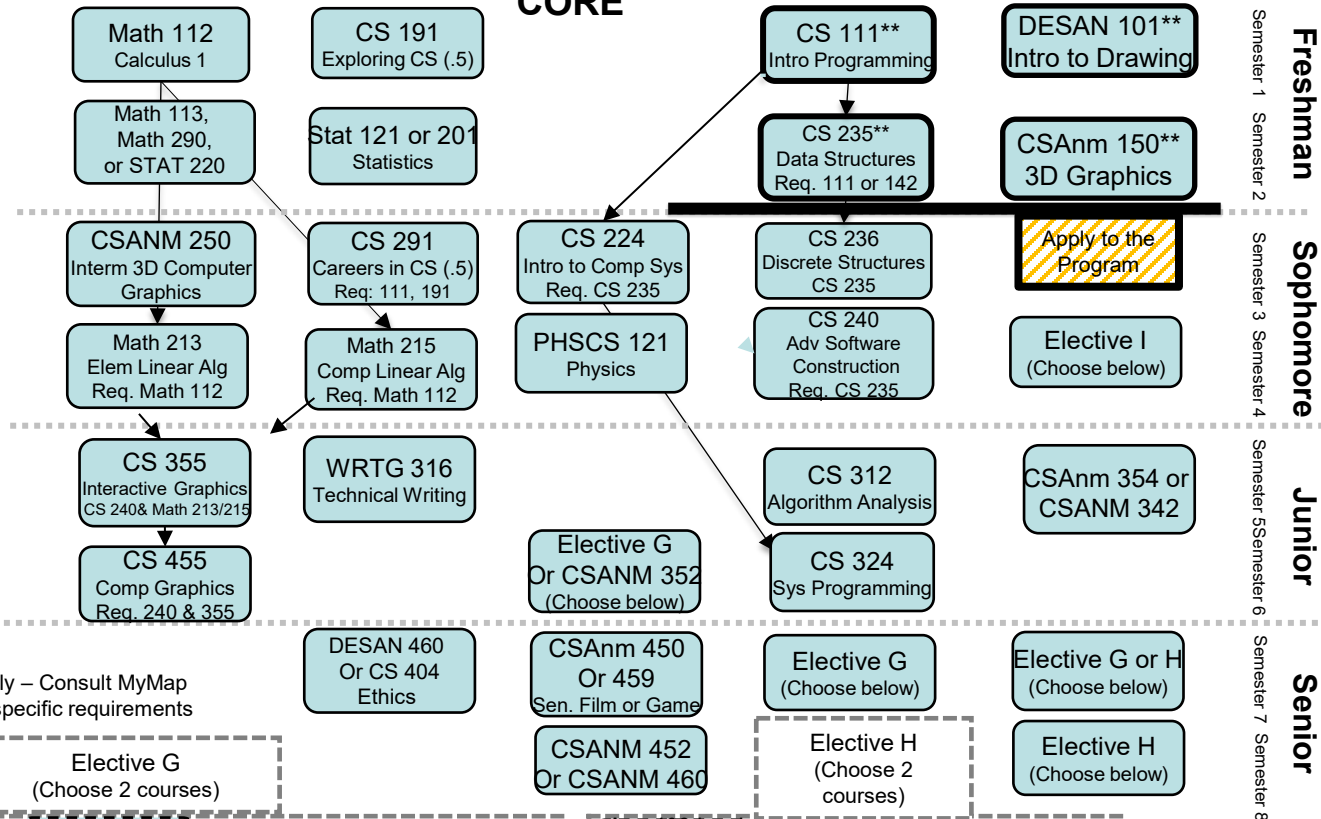 CORE
Math 112
Calculus 1
CS 191
Exploring CS (.5)
CS 111**
Intro Programming
DESAN 101**
Intro to Drawing
Semester 1
Freshman
Math 113,
Math 290,
or STAT 220
Stat 121 or 201
Statistics
CS 235**
Data Structures
Req. 111 or 142
CSAnm 150**
3D Graphics
Semester 2
CSANM 250
Interm 3D Computer
Graphics
CS 291
Careers in CS (.5)
Req: 111, 191
CS 224
Intro to Comp Sys
Req. CS 235
CS 236
Discrete Structures
CS 235
Apply to the
Program
Semester 3
Sophomore
Math 213
Elem Linear Alg
Req. Math 112
Math 215
Comp Linear Alg
Req. Math 112
PHSCS 121
Physics
CS 240
Adv Software
Construction
Req. CS 235
Elective I
(Choose below)
Semester 4
CS 355
Interactive Graphics
CS 240& Math 213/215
WRTG 316
Technical Writing
CS 312
Algorithm Analysis
CSAnm 354 or
CSANM 342
Semester 5
Junior
CS 455
Comp Graphics
Req. 240 & 355
Elective G
Or CSANM 352
(Choose below)
CS 324
Sys Programming
Semester 6
DESAN 460
Or CS 404
Ethics
CSAnm 450
Or 459
Sen. Film or Game
Elective G
(Choose below)
Elective G or H
(Choose below)
Semester 7
Senior
ly – Consult MyMap
specific requirements
CSANM 452
Or CSANM 460
Elective H
(Choose below)
Semester 8
Elective G
(Choose 2 courses)
Elective H
(Choose 2
courses)